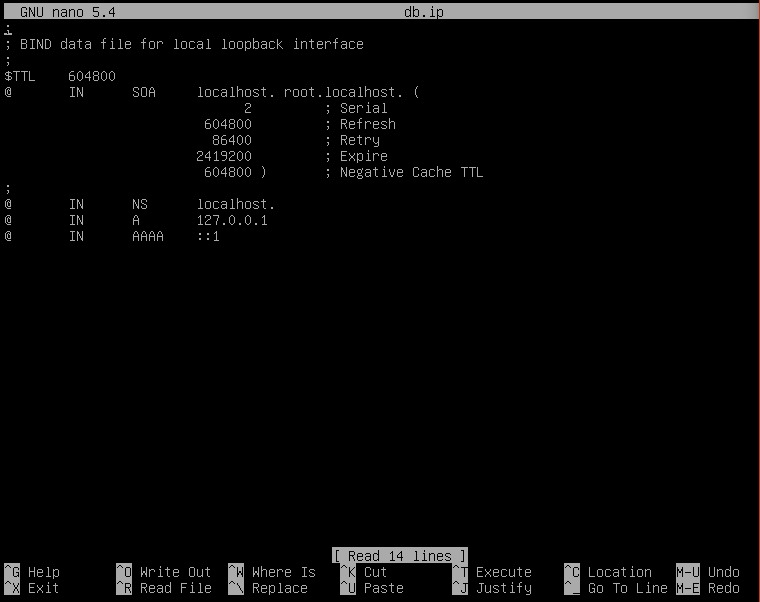 GNU nano 5.4 db.ip
;
; BIND data file for local loopback interface
;
$TTL 604800
@ IN SOA localhost. root.localhost. (
2 ; Serial
604800 ; Refresh
86400 ; Retry
2419200 ; Expire
604800 ) ; Negative Cache TTL
;
@ IN NS localhost.
@ IN A 127.0.0.1
@ IN AAAA ::1
[ Read 14 lines ]
^G Help ^O Write Out ^W Where Is ^K Cut ^T Execute ^C Location M-U Undo
^X Exit ^R Read File ^\ Replace ^U Paste ^J Justify ^_ Go To Line M-E Redo